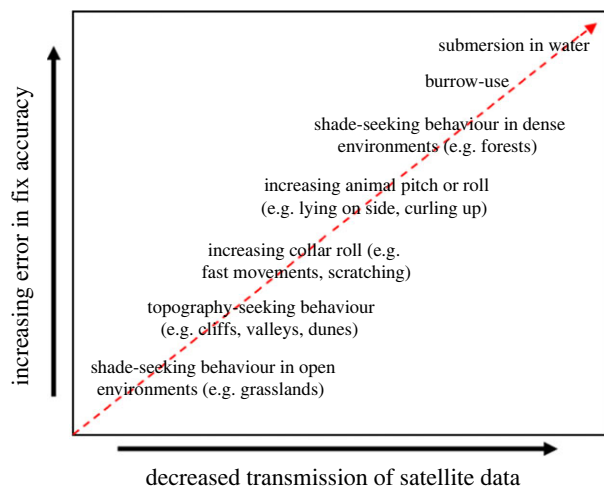 submersion in water
burrow-use
shade-seeking behaviour in dense
environments (e.g. forests)
increasing animal pitch or roll
(e.g. lying on side, curling up)
increasing collar roll (e.g.
fast movements, scratching)
topography-seeking behaviour
(e.g. cliffs, valleys, dunes)
shade-seeking behaviour in open
environments (e.g. grasslands)
increasing error in fix accuracy
decreased transmission of satellite data